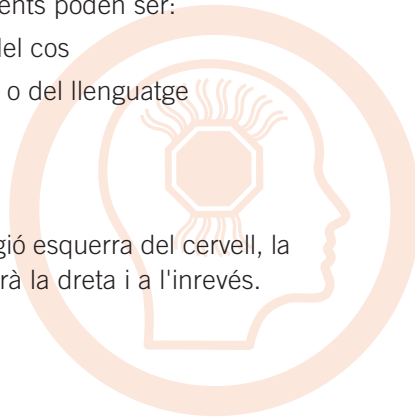 ents poden ser:
del cos
o del llenguatge
gió esquerra del cervell, la
rà la dreta i a l'inrevés.